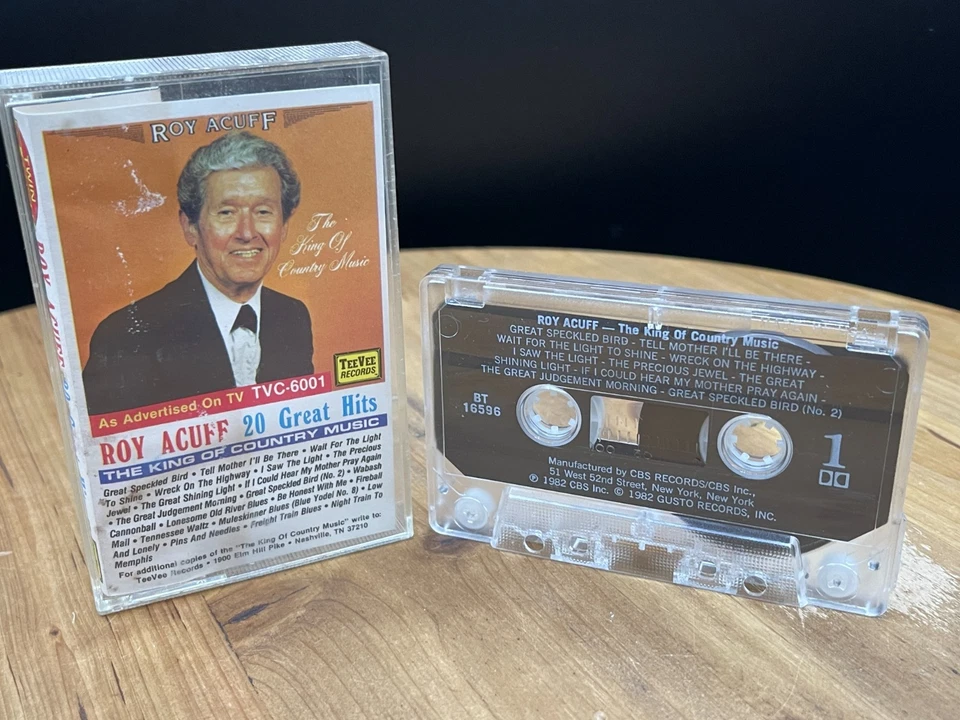 ROY ACUFF
The
King Of
Country Music
TEEVEE
RECORDS
As Advertised On TV TVC-6001
ROY ACUFF 20 Great Hits
THE KING OF COUNTRY MUSIC
Great Speckled Bird • Tell Mother I'll Be There • Wait For The Light
To Shine • Wreck On The Highway • I Saw The Light • The Precious
Jewel • The Great Shining Light • If I Could Hear My Mother Pray Again
• The Great Judgement Morning • Great Speckled Bird (No. 2) • Wabash
Cannonball • Lonesome Old River Blues • Be Honest With Me • Fireball
Mail • Tennessee Waltz • Muleskinner Blues (Blue Yodel No. 8) • Low
And Lonely • Pins And Needles • Freight Train Blues • Night Train To
Memphis
For additional copies of the "The King Of Country Music" write to:
TeeVee Records • 1900 Elm Hill Pike • Nashville, TN 37210
TWIN
ROY ACUFF
ROY ACUFF — The King Of Country Music
GREAT SPECKLED BIRD - TELL MOTHER I'LL BE THERE -
WAIT FOR THE LIGHT TO SHINE - WRECK ON THE HIGHWAY -
I SAW THE LIGHT - THE PRECIOUS JEWEL - THE GREAT
SHINING LIGHT - IF I COULD HEAR MY MOTHER PRAY AGAIN -
THE GREAT JUDGEMENT MORNING - GREAT SPECKLED BIRD (No. 2)
BT
16596
1
Manufactured by CBS RECORDS/CBS Inc.,
51 West 52nd Street, New York, New York
℗ 1982 CBS Inc. © 1982 GUSTO RECORDS, INC.